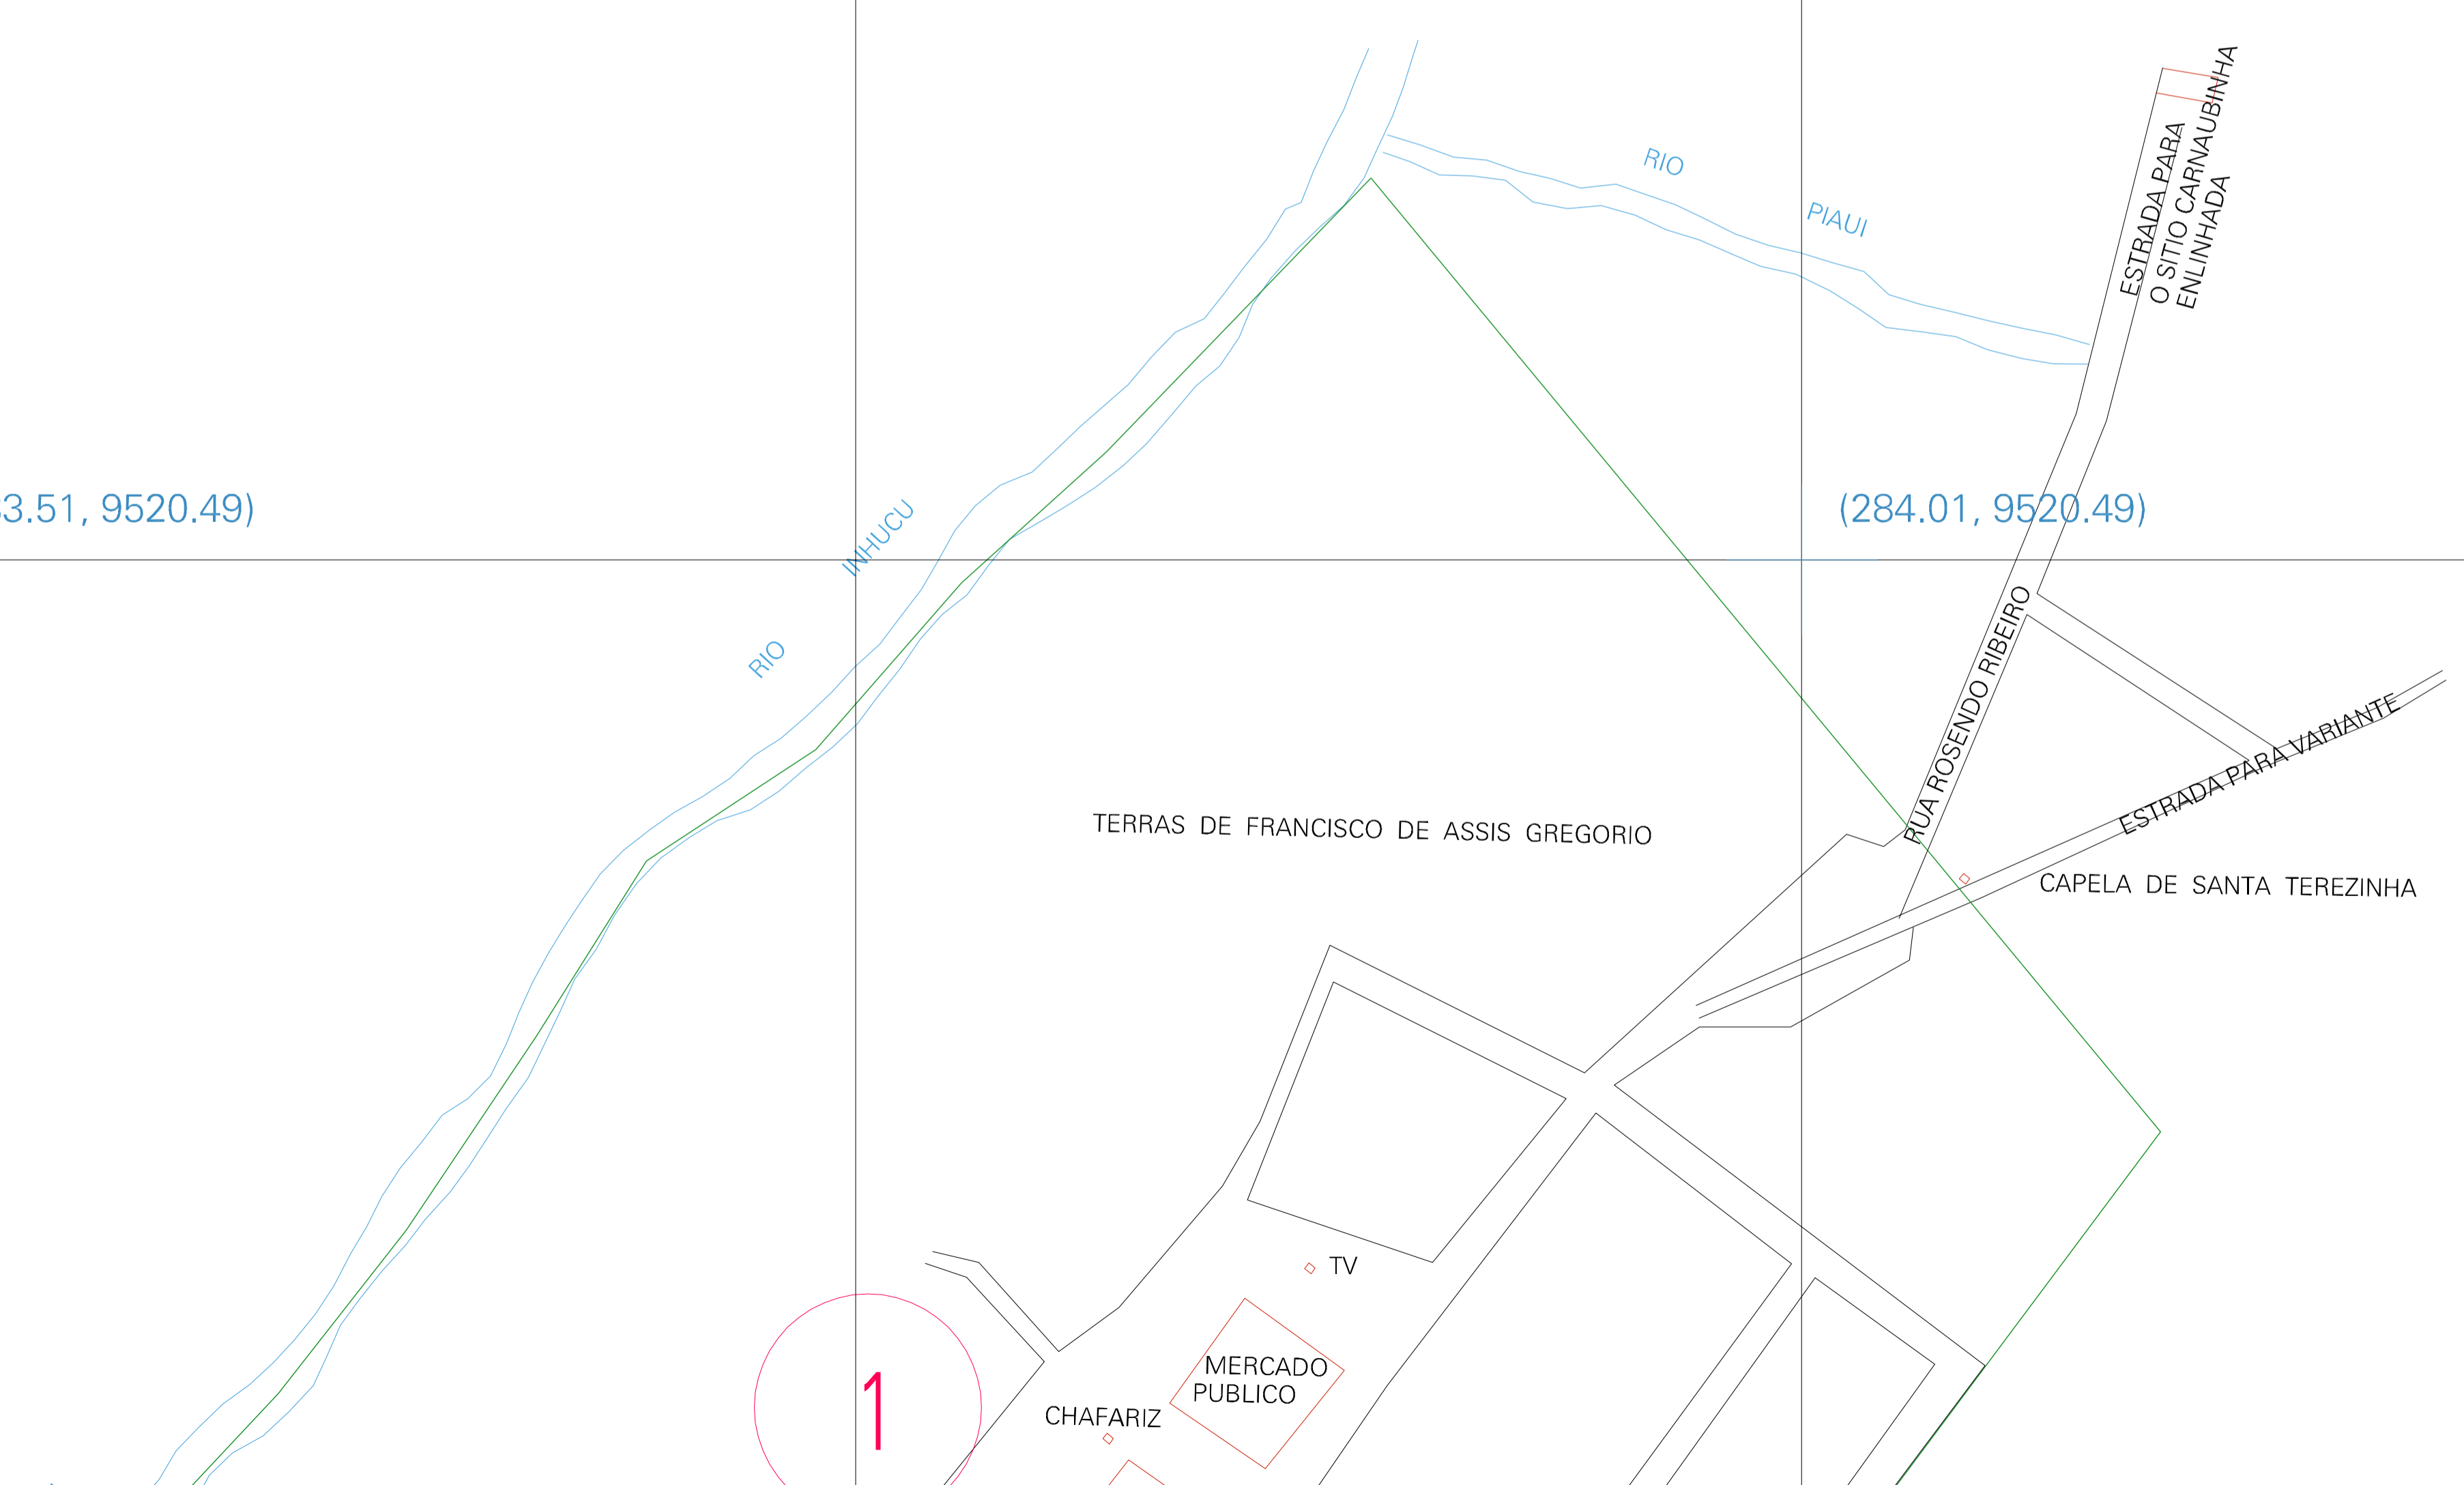 RIO
PIAUI
ESTRADA PARA
O SITIO CARNAUBINHA
ENLINHADA
3.51, 9520.49)
(284.01, 9520.49)
RIO INHUCU
RUA ROSENDO RIBEIRO
ESTRADA PARA VARIANTE
TERRAS DE FRANCISCO DE ASSIS GREGORIO
CAPELA DE SANTA TEREZINHA
TV
MERCADO
PUBLICO
CHAFARIZ
1